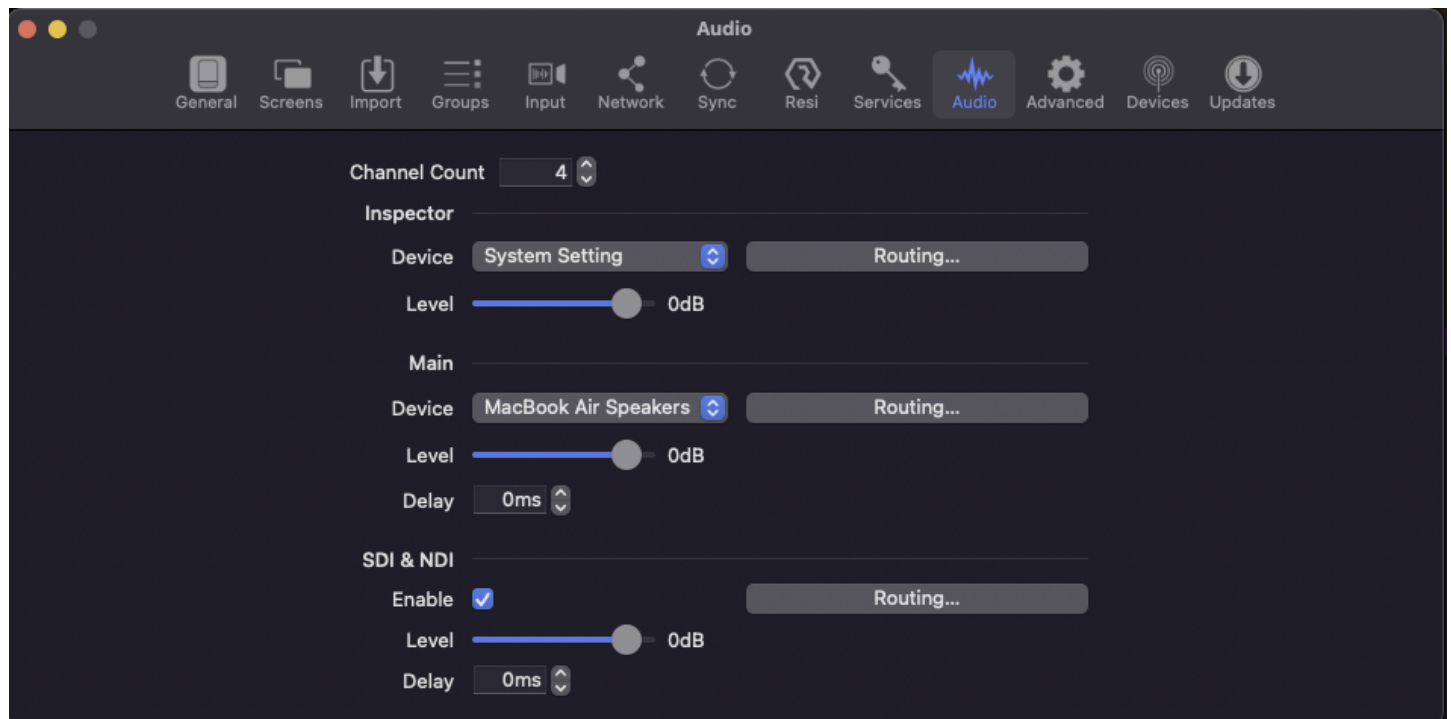 Audio
General Screens Import Groups Input Network Sync Resi Services Audio Advanced Devices Updates
Channel Count 4
Inspector
Device System Setting Routing...
Level 0dB
Main
Device MacBook Air Speakers Routing...
Level 0dB
Delay 0ms
SDI & NDI
Enable Routing...
Level 0dB
Delay 0ms